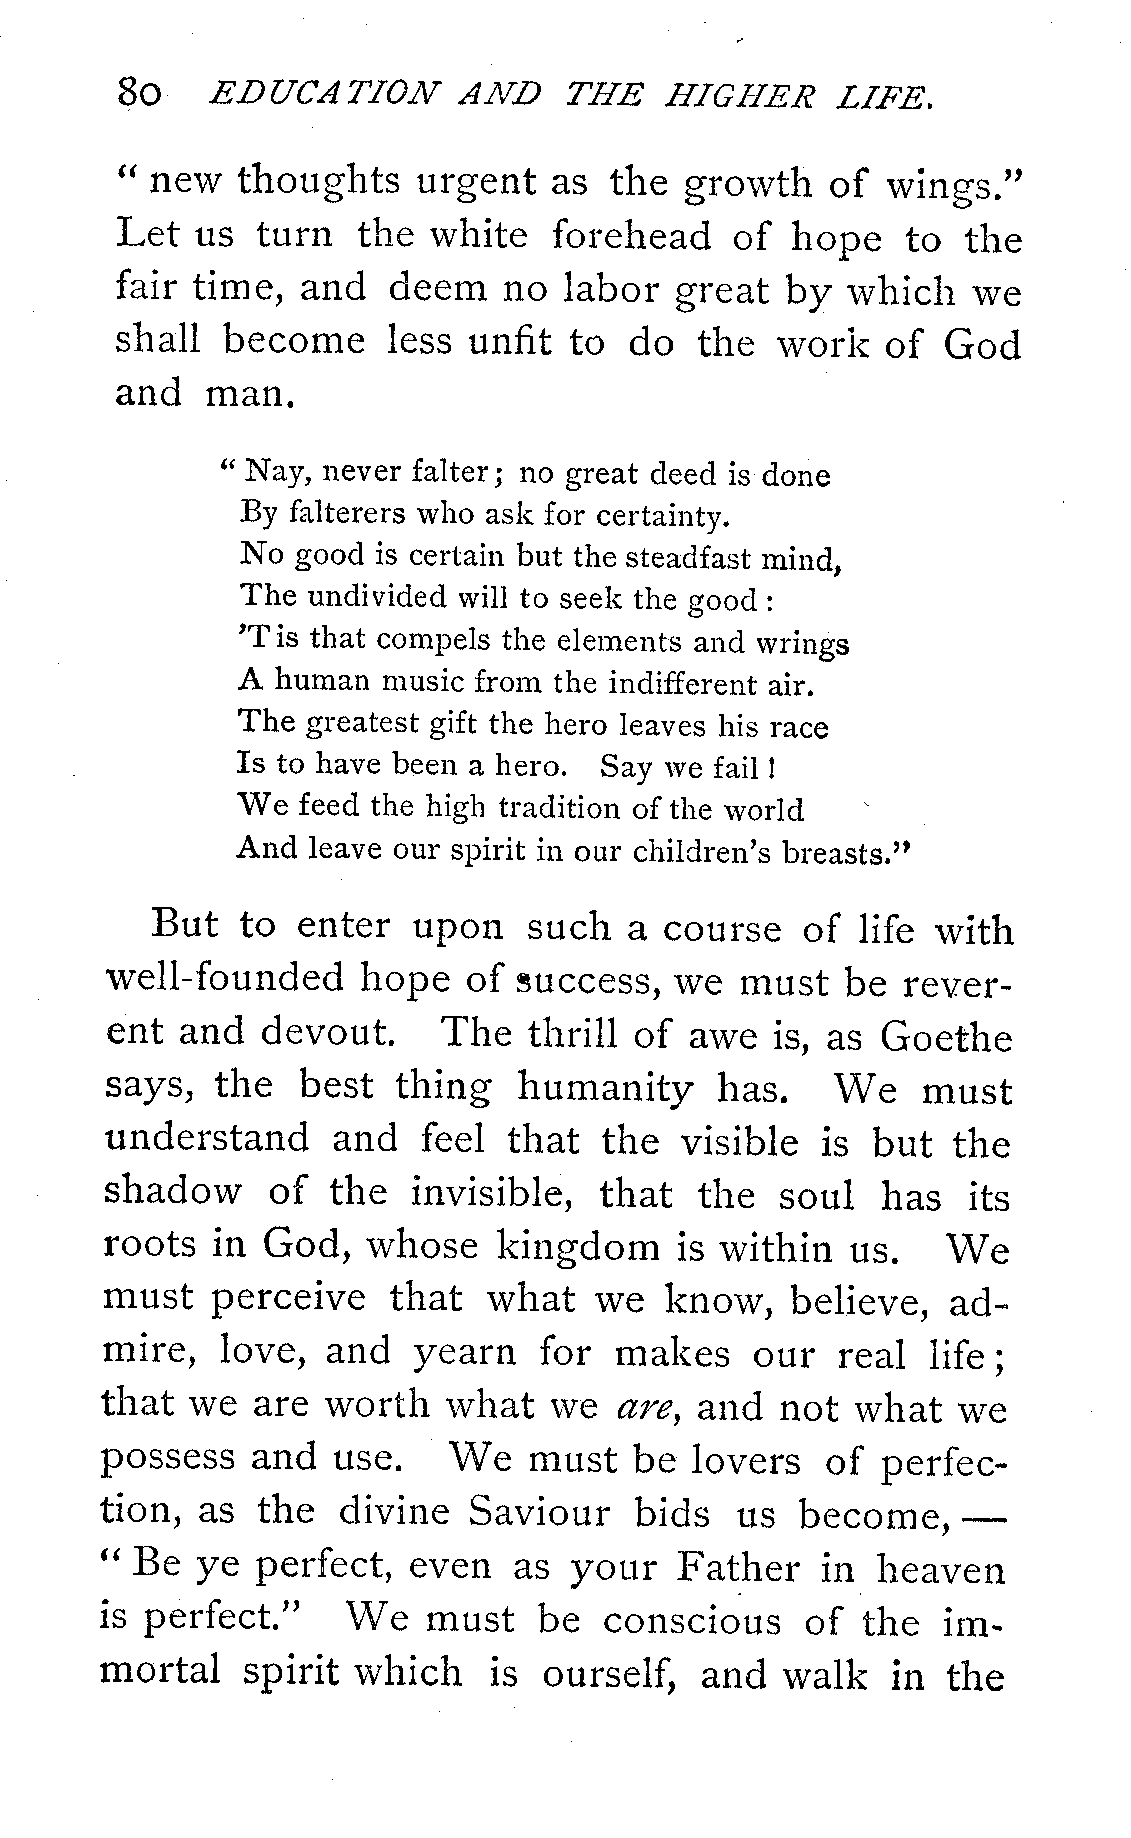 80 EDUCATION AND THE HIGHER LIFE.
“ new thoughts urgent as the growth of wings.”
Let us turn the white forehead of hope to the
fair time, and deem no labor great by which we
shall become less unfit to do the work of God
and man.
“ Nay, never falter; no great deed is done
By falterers who ask for certainty.
No good is certain but the steadfast mind,
The undivided will to seek the good :
’Tis that compels the elements and wrings
A human music from the indifferent air.
The greatest gift the hero leaves his race
Is to have been a hero. Say we fail !
We feed the high tradition of the world
And leave our spirit in our children’s breasts.”
But to enter upon such a course of life with
well-founded hope of success, we must be rever-
ent and devout. The thrill of awe is, as Goethe
says, the best thing humanity has. We must
understand and feel that the visible is but the
shadow of the invisible, that the soul has its
roots in God, whose kingdom is within us. We
must perceive that what we know, believe, ad-
mire, love, and yearn for makes our real life ;
that we are worth what we are, and not what we
possess and use. We must be lovers of perfec-
tion, as the divine Saviour bids us become, —
“ Be ye perfect, even as your Father in heaven
is perfect.” We must be conscious of the im-
mortal spirit which is ourself, and walk in the